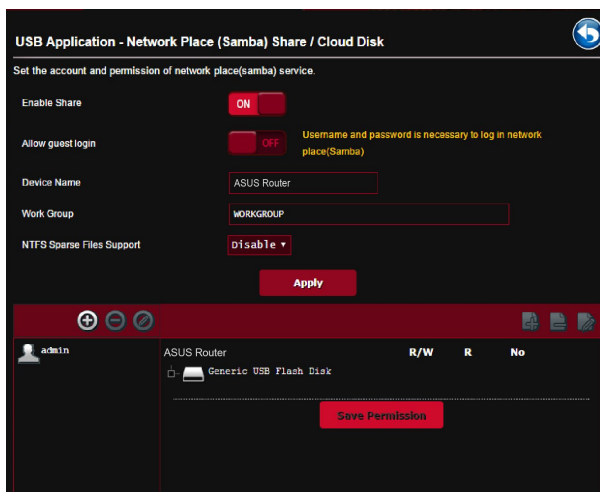 USB Application - Network Place (Samba) Share / Cloud Disk
Set the account and permission of network place(samba) service.
Enable Share
ON
Allow guest login
OFF
Username and password is necessary to log in network
place(Samba)
Device Name
ASUS Router
Work Group
WORKGROUP
NTFS Sparse Files Support
Disable
Apply
admin
ASUS Router
R/W
R
No
Generic USB Flash Disk
Save Permission